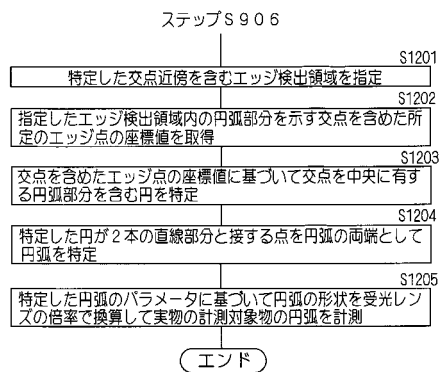 ステップS906
S1201
特定した交点近傍を含むエッジ検出領域を指定
S1202
指定したエッジ検出領域内の円弧部分を示す交点を含めた所
定のエッジ点の座標値を取得
S1203
交点を含めたエッジ点の座標値に基づいて交点を中央に有す
る円弧部分を含む円を特定
S1204
特定した円が2本の直線部分と接する点を円弧の両端として
円弧を特定
S1205
特定した円弧のパラメータに基づいて円弧の形状を受光レン
ズの倍率で換算して実物の計測対象物の円弧を計測
エンド